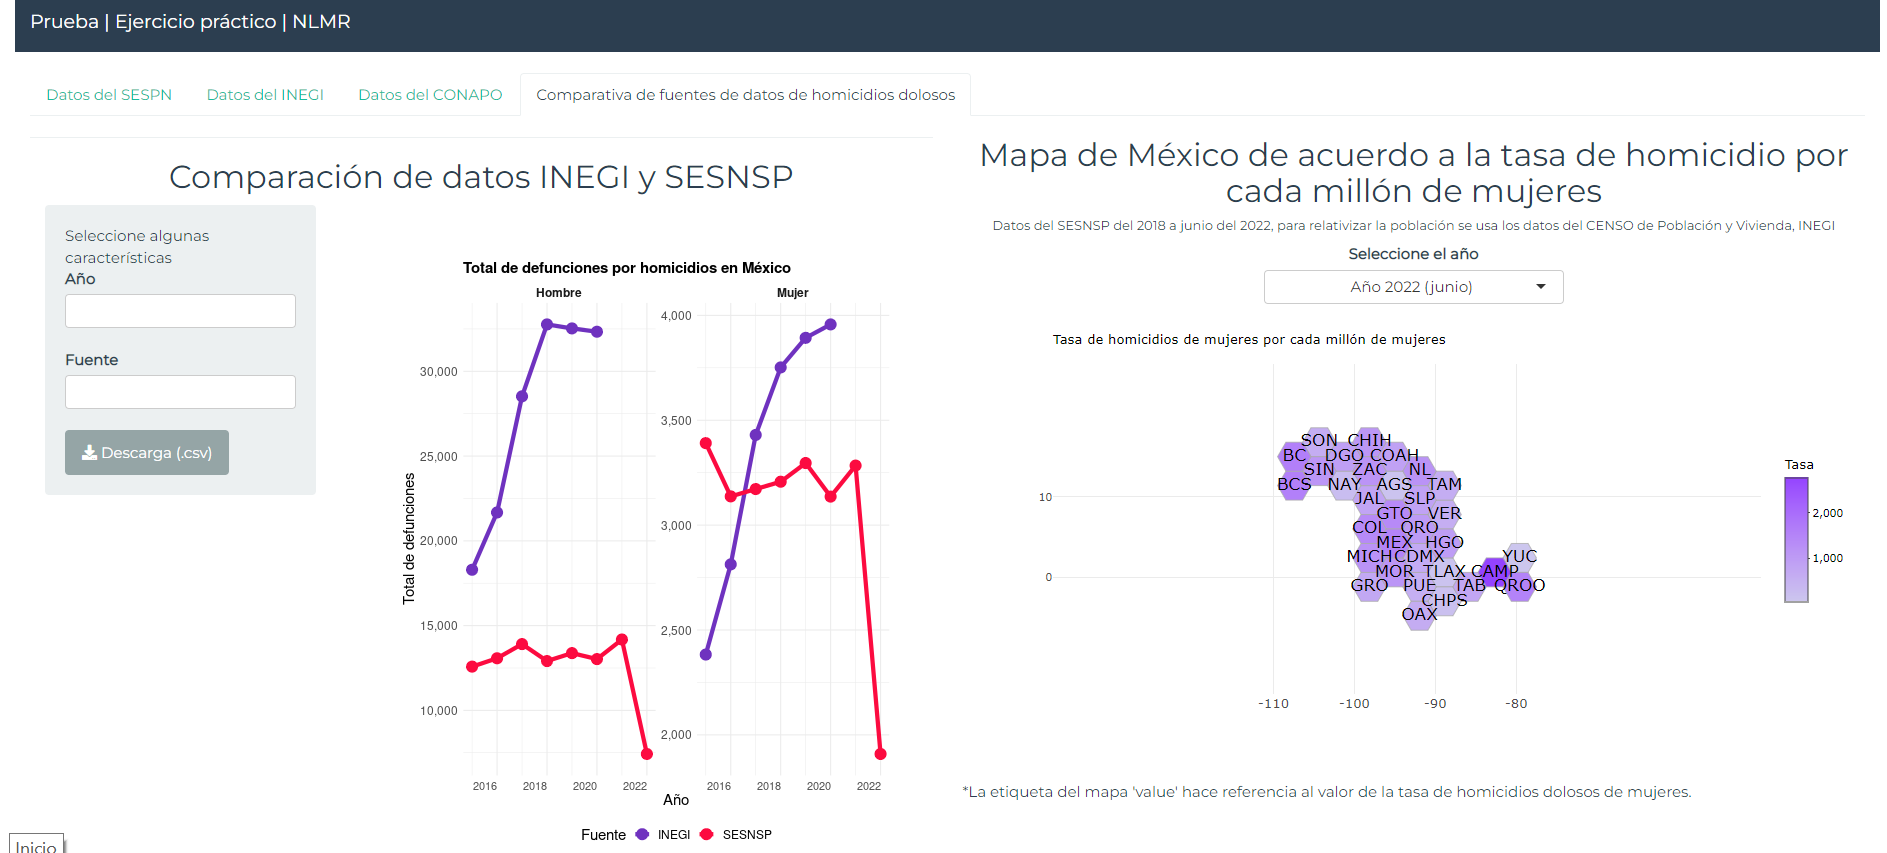 Prueba | Ejercicio práctico | NLMR
Datos del SESPN
Datos del INEGI
Datos del CONAPO
Comparativa de fuentes de datos de homicidios dolosos
Comparación de datos INEGI y SESNSP
Seleccione algunas
características
Año
Fuente
Descarga (.csv)
Total de defunciones por homicidios en México
Hombre
Mujer
Total de defunciones
30,000
25,000
20,000
15,000
10,000
4,000
3,500
3,000
2,500
2,000
2016
2018
2020
2022
2016
2018
2020
2022
Año
Fuente
INEGI
SESNSP
Mapa de México de acuerdo a la tasa de homicidio por
cada millón de mujeres
Datos del SESNSP del 2018 a junio del 2022, para relativizar la población se usa los datos del CENSO de Población y Vivienda, INEGI
Seleccione el año
Año 2022 (junio)
Tasa de homicidios de mujeres por cada millón de mujeres
SON CHIH
BC DGO COAH
SIN ZAC NL
BCS NAY AGS TAM
JAL SLP
GTO VER
COL QRO
MEX HGO
MICH CDMX YUC
MOR TLAX CAMP
GRO PUE TAB QROO
CHPS
OAX
10
0
-110
-100
-90
-80
Tasa
2,000
1,000
*La etiqueta del mapa 'value' hace referencia al valor de la tasa de homicidios dolosos de mujeres.
Inicio